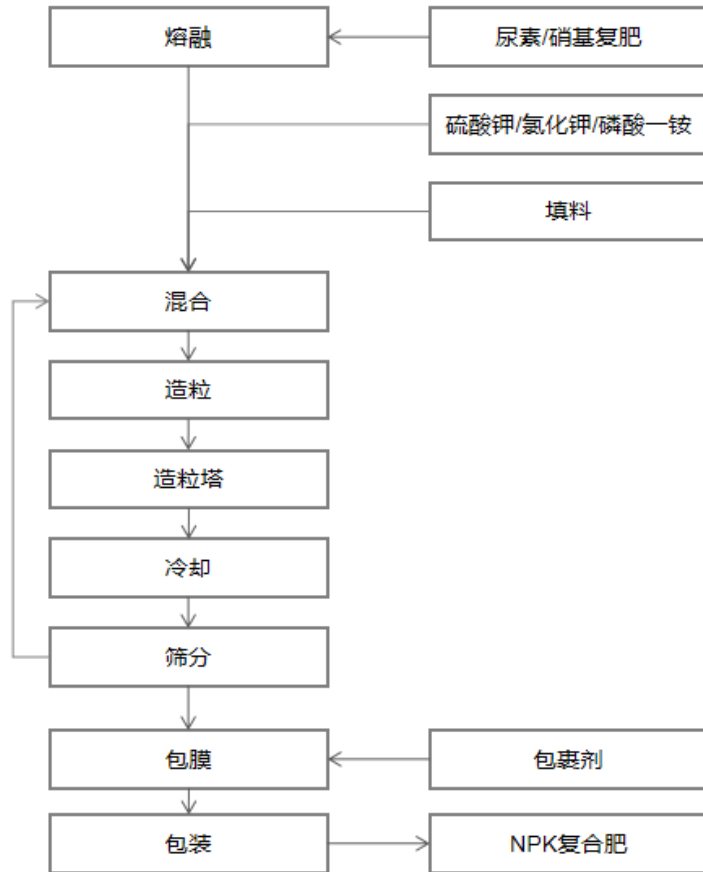 熔融
尿素/硝基复肥
硫酸钾/氯化钾/磷酸一铵
填料
混合
造粒
造粒塔
冷却
筛分
包膜
包裹剂
包装
NPK复合肥